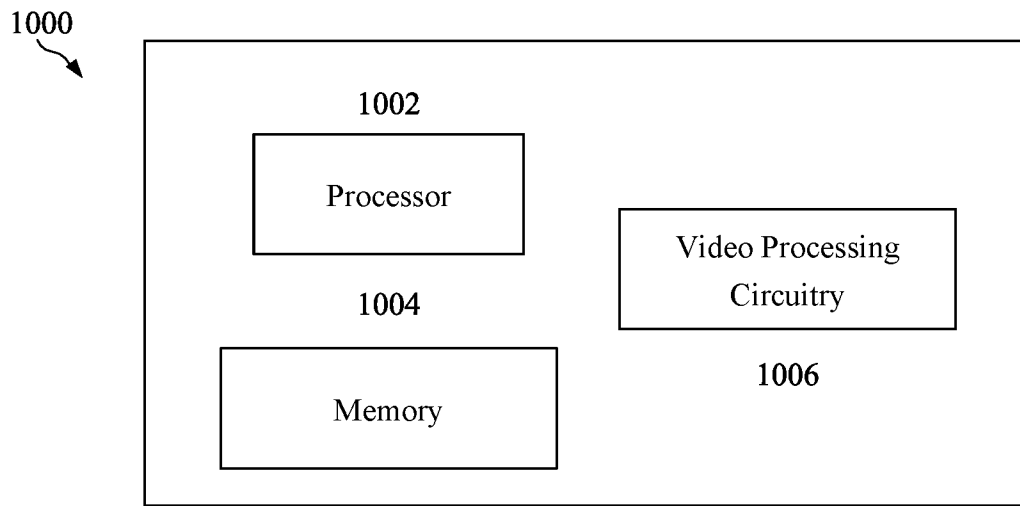 1000
1002
Processor
1004
Memory
Video Processing
Circuitry
1006